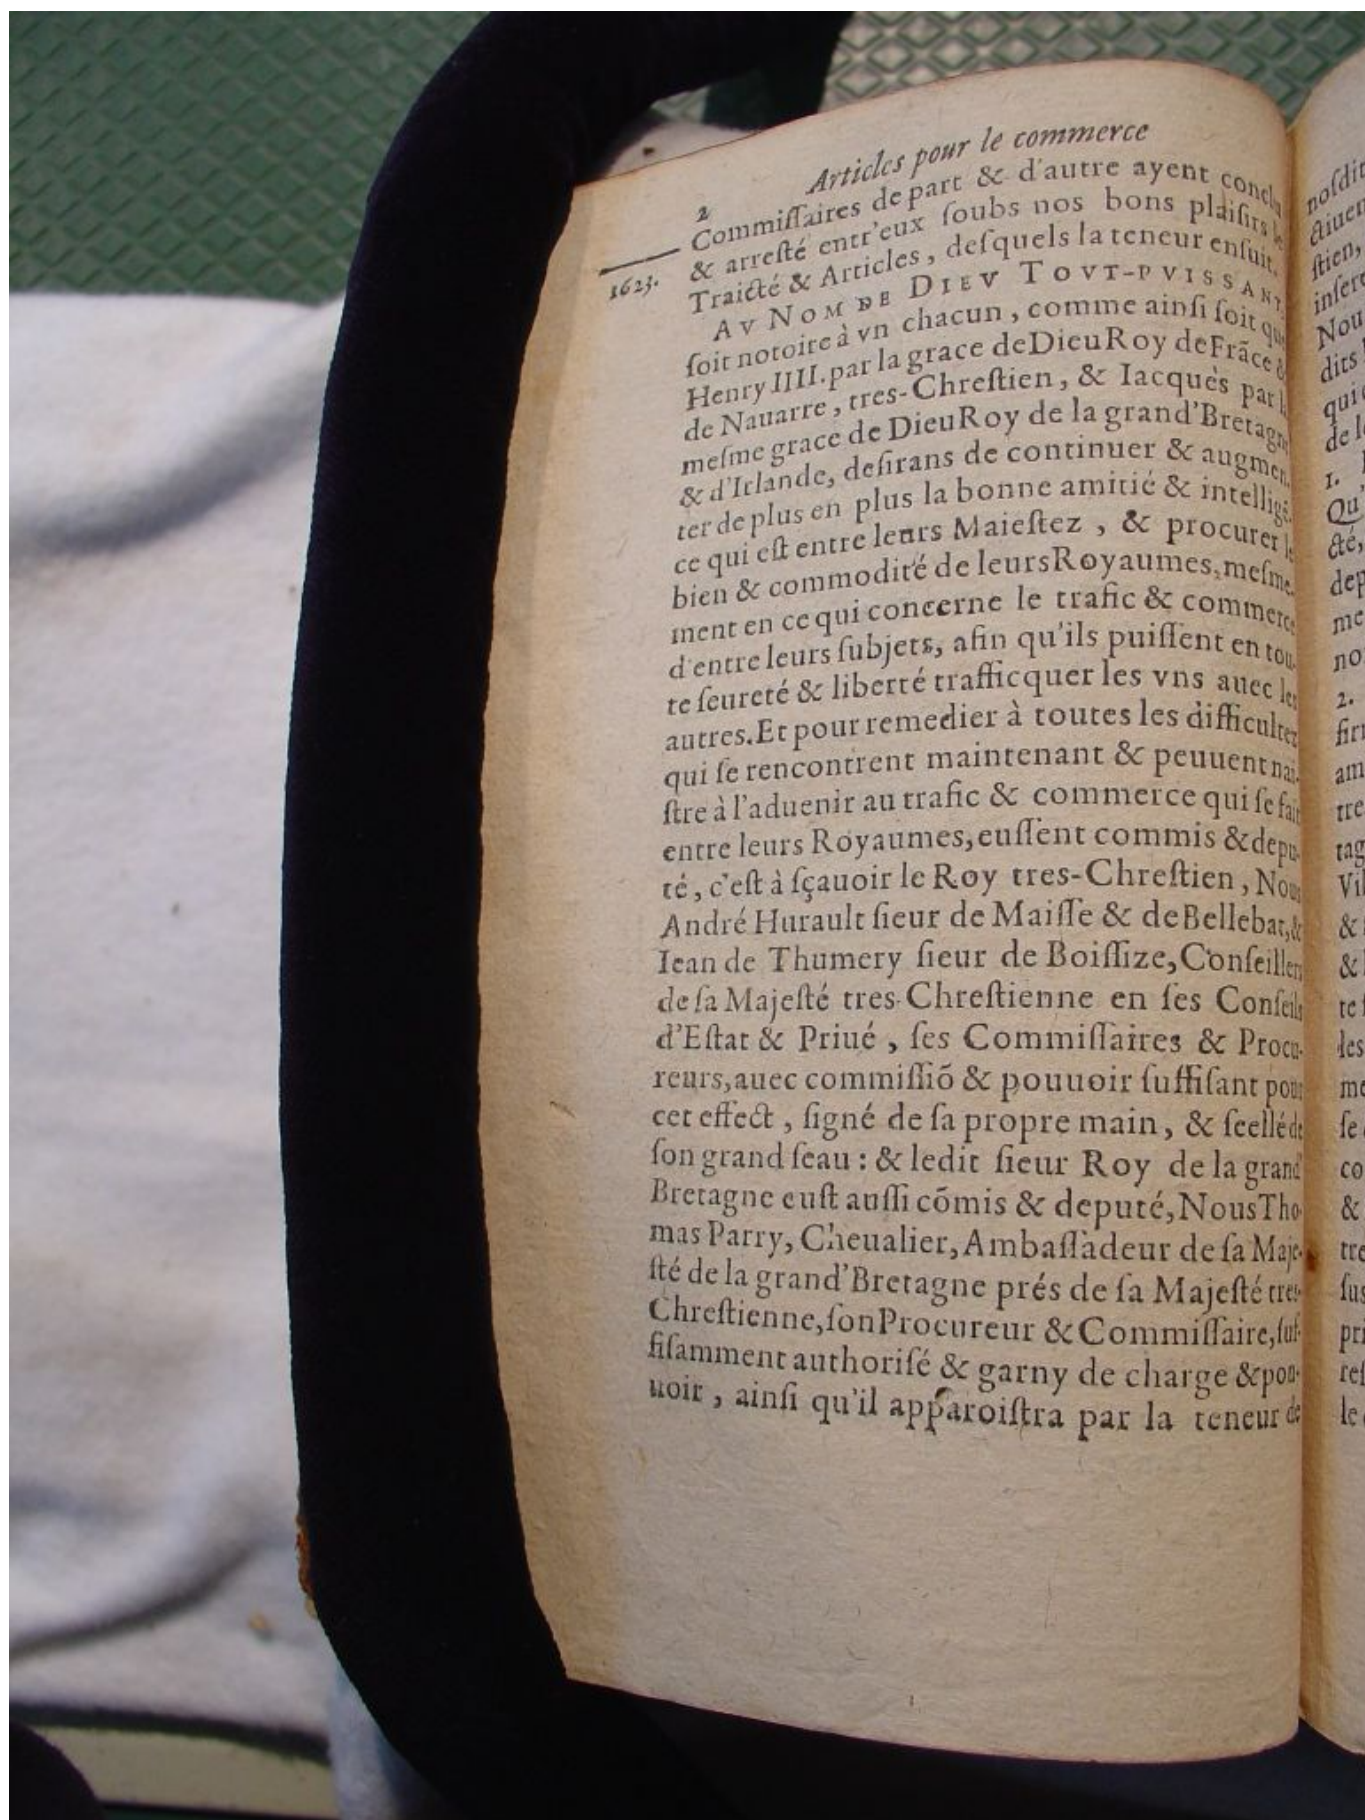 2
Articles pour le commerce
Commiſſaires de part & d'autre ayent conclu
& arreſté entr'eux ſoubs nos bons plaiſirs le
1623.
Traicté & Articles, deſquels la teneur enſuit.
AV NOM DE DIEV TOVT-PVISSANT,
ſoit notoire à vn chacun, comme ainſi ſoit que
Henry IIII. par la grace de Dieu Roy de Frãce &
de Nauarre, tres-Chreſtien, & Iacques par la
meſme grace de Dieu Roy de la grand'Bretagne
& d'Irlande, deſirans de continuer & augmen-
ter de plus en plus la bonne amitié & intelligẽ-
ce qui eſt entre leurs Maieſtez, & procurer le
bien & commodité de leurs Royaumes, meſme-
ment en ce qui concerne le trafic & commerce
d'entre leurs ſubjets, afin qu'ils puiſſent en tou-
te ſeureté & liberté trafficquer les vns auec les
autres. Et pour remedier à toutes les difficultez
qui ſe rencontrent maintenant & peuuent nai-
ſtre à l'aduenir au trafic & commerce qui ſe fait
entre leurs Royaumes, euſſent commis & depu-
té, c'eſt à ſçauoir le Roy tres-Chreſtien, Nous
André Hurault ſieur de Maiſſe & de Bellebat, &
Iean de Thumery ſieur de Boiſſize, Conſeillers
de ſa Majeſté tres-Chreſtienne en ſes Conſeils
d'Eſtat & Priué, ſes Commiſſaires & Procu-
reurs, auec commiſſiõ & pouuoir ſuffiſant pour
cet effect, ſigné de ſa propre main, & ſeellé de
ſon grand ſeau : & ledit ſieur Roy de la grand'
Bretagne euſt auſſi cõmis & deputé, Nous Tho-
mas Parry, Cheualier, Ambaſſadeur de ſa Maje-
ſté de la grand'Bretagne prés de ſa Majeſté tres-
Chreſtienne, ſon Procureur & Commiſſaire, ſuf-
fiſamment authoriſé & garny de charge & pou-
uoir, ainſi qu'il apparoiſtra par la teneur de